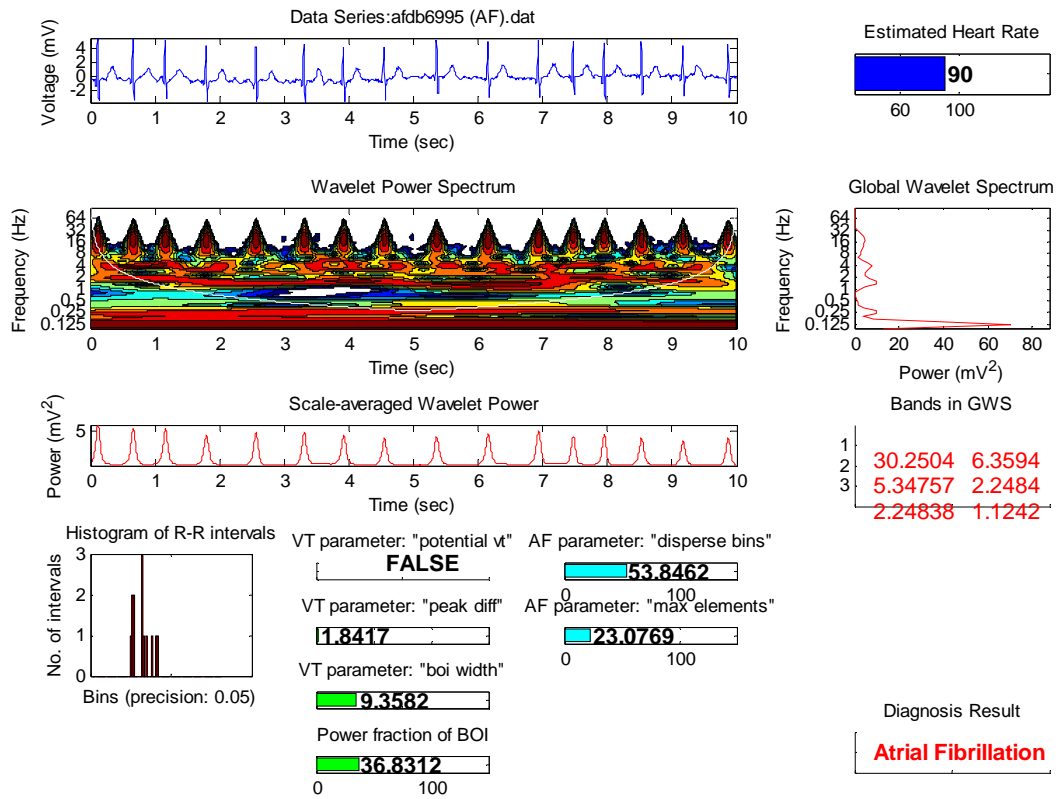 Data Series:afdb6995 (AF).dat
Voltage (mV)
4
2
0
-2
0 1 2 3 4 5 6 7 8 9 10
Time (sec)
Estimated Heart Rate
90
60 100
Wavelet Power Spectrum
Frequency (Hz)
64
32
16
8
4
2
1
0.5
0.25
0.125
0 1 2 3 4 5 6 7 8 9 10
Time (sec)
Global Wavelet Spectrum
Frequency (Hz)
64
32
16
8
4
2
1
0.5
0.25
0.125
0 20 40 60 80
Power (mV2)
Scale-averaged Wavelet Power
Power (mV2)
5
0 1 2 3 4 5 6 7 8 9 10
Time (sec)
Bands in GWS
1
2
3
30.2504 6.3594
5.34757 2.2484
2.24838 1.1242
Histogram of R-R intervals
No. of intervals
3
2
1
0
Bins (precision: 0.05)
VT parameter: "potential vt"
FALSE
VT parameter: "peak diff"
1.8417
VT parameter: "boi width"
9.3582
Power fraction of BOI
36.8312
0 100
AF parameter: "disperse bins"
53.8462
0 100
AF parameter: "max elements"
23.0769
0 100
Diagnosis Result
Atrial Fibrillation